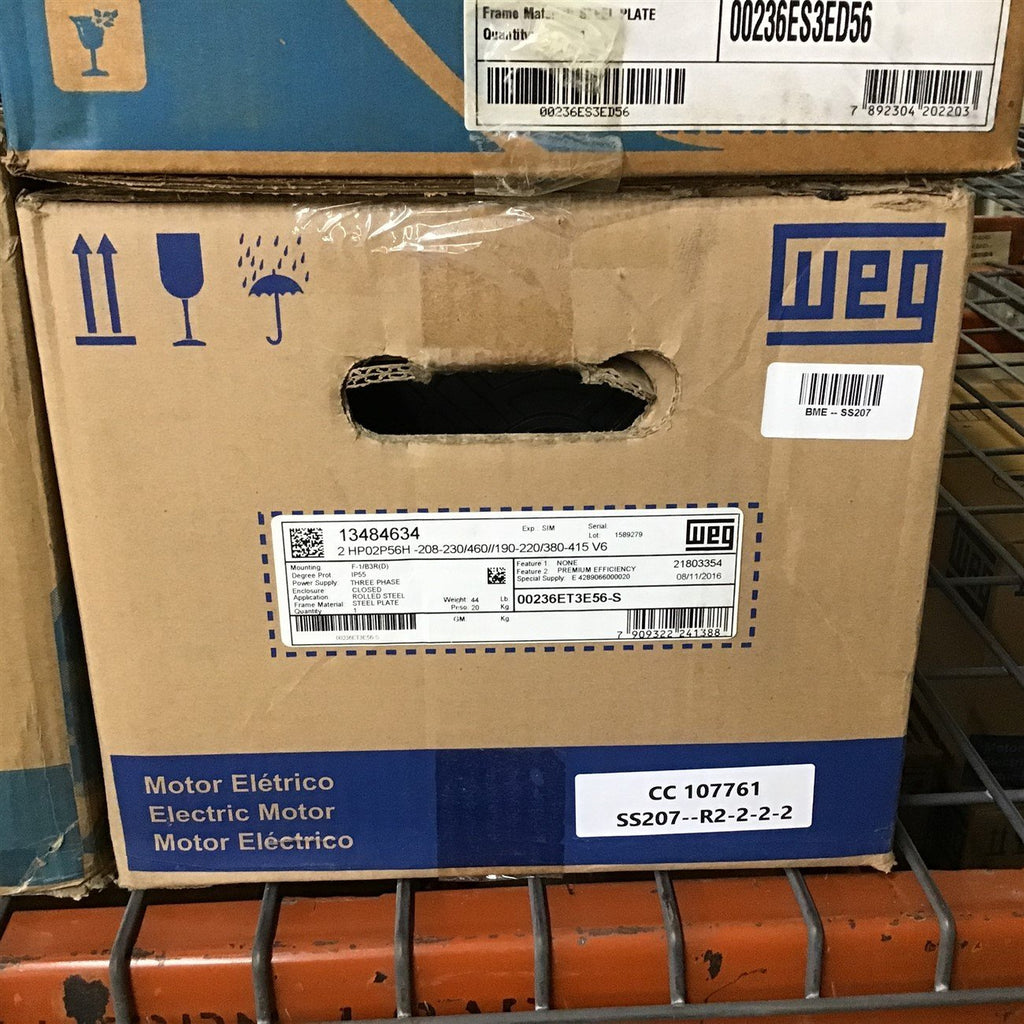 Frame Material STEEL PLATE
00236ES3ED56
00236ES3ED56
7 892304 202203
weg
BME -- SS207
13484634
Exp SIM
Serial:
Lot: 1589279
weg
2 HP02P56H -208-230/460//190-220/380-415 V6
Mounting F-1/B3R(D)
Degree Prot IP55
Power Supply: THREE PHASE
Enclosure CLOSED
Application ROLLED STEEL
Frame Material STEEL PLATE
Quantity 1
Weight 44 Lb
Peso. 20 Kg
GM Kg
Feature 1. NONE
Feature 2. PREMIUM EFFICIENCY
Special Supply: E 4289066000020
21803354
08/11/2016
00236ET3E56-S
00236ET3E56-S
7 909322 241388
Motor Elétrico
Electric Motor
Motor Eléctrico
CC 107761
SS207--R2-2-2-2